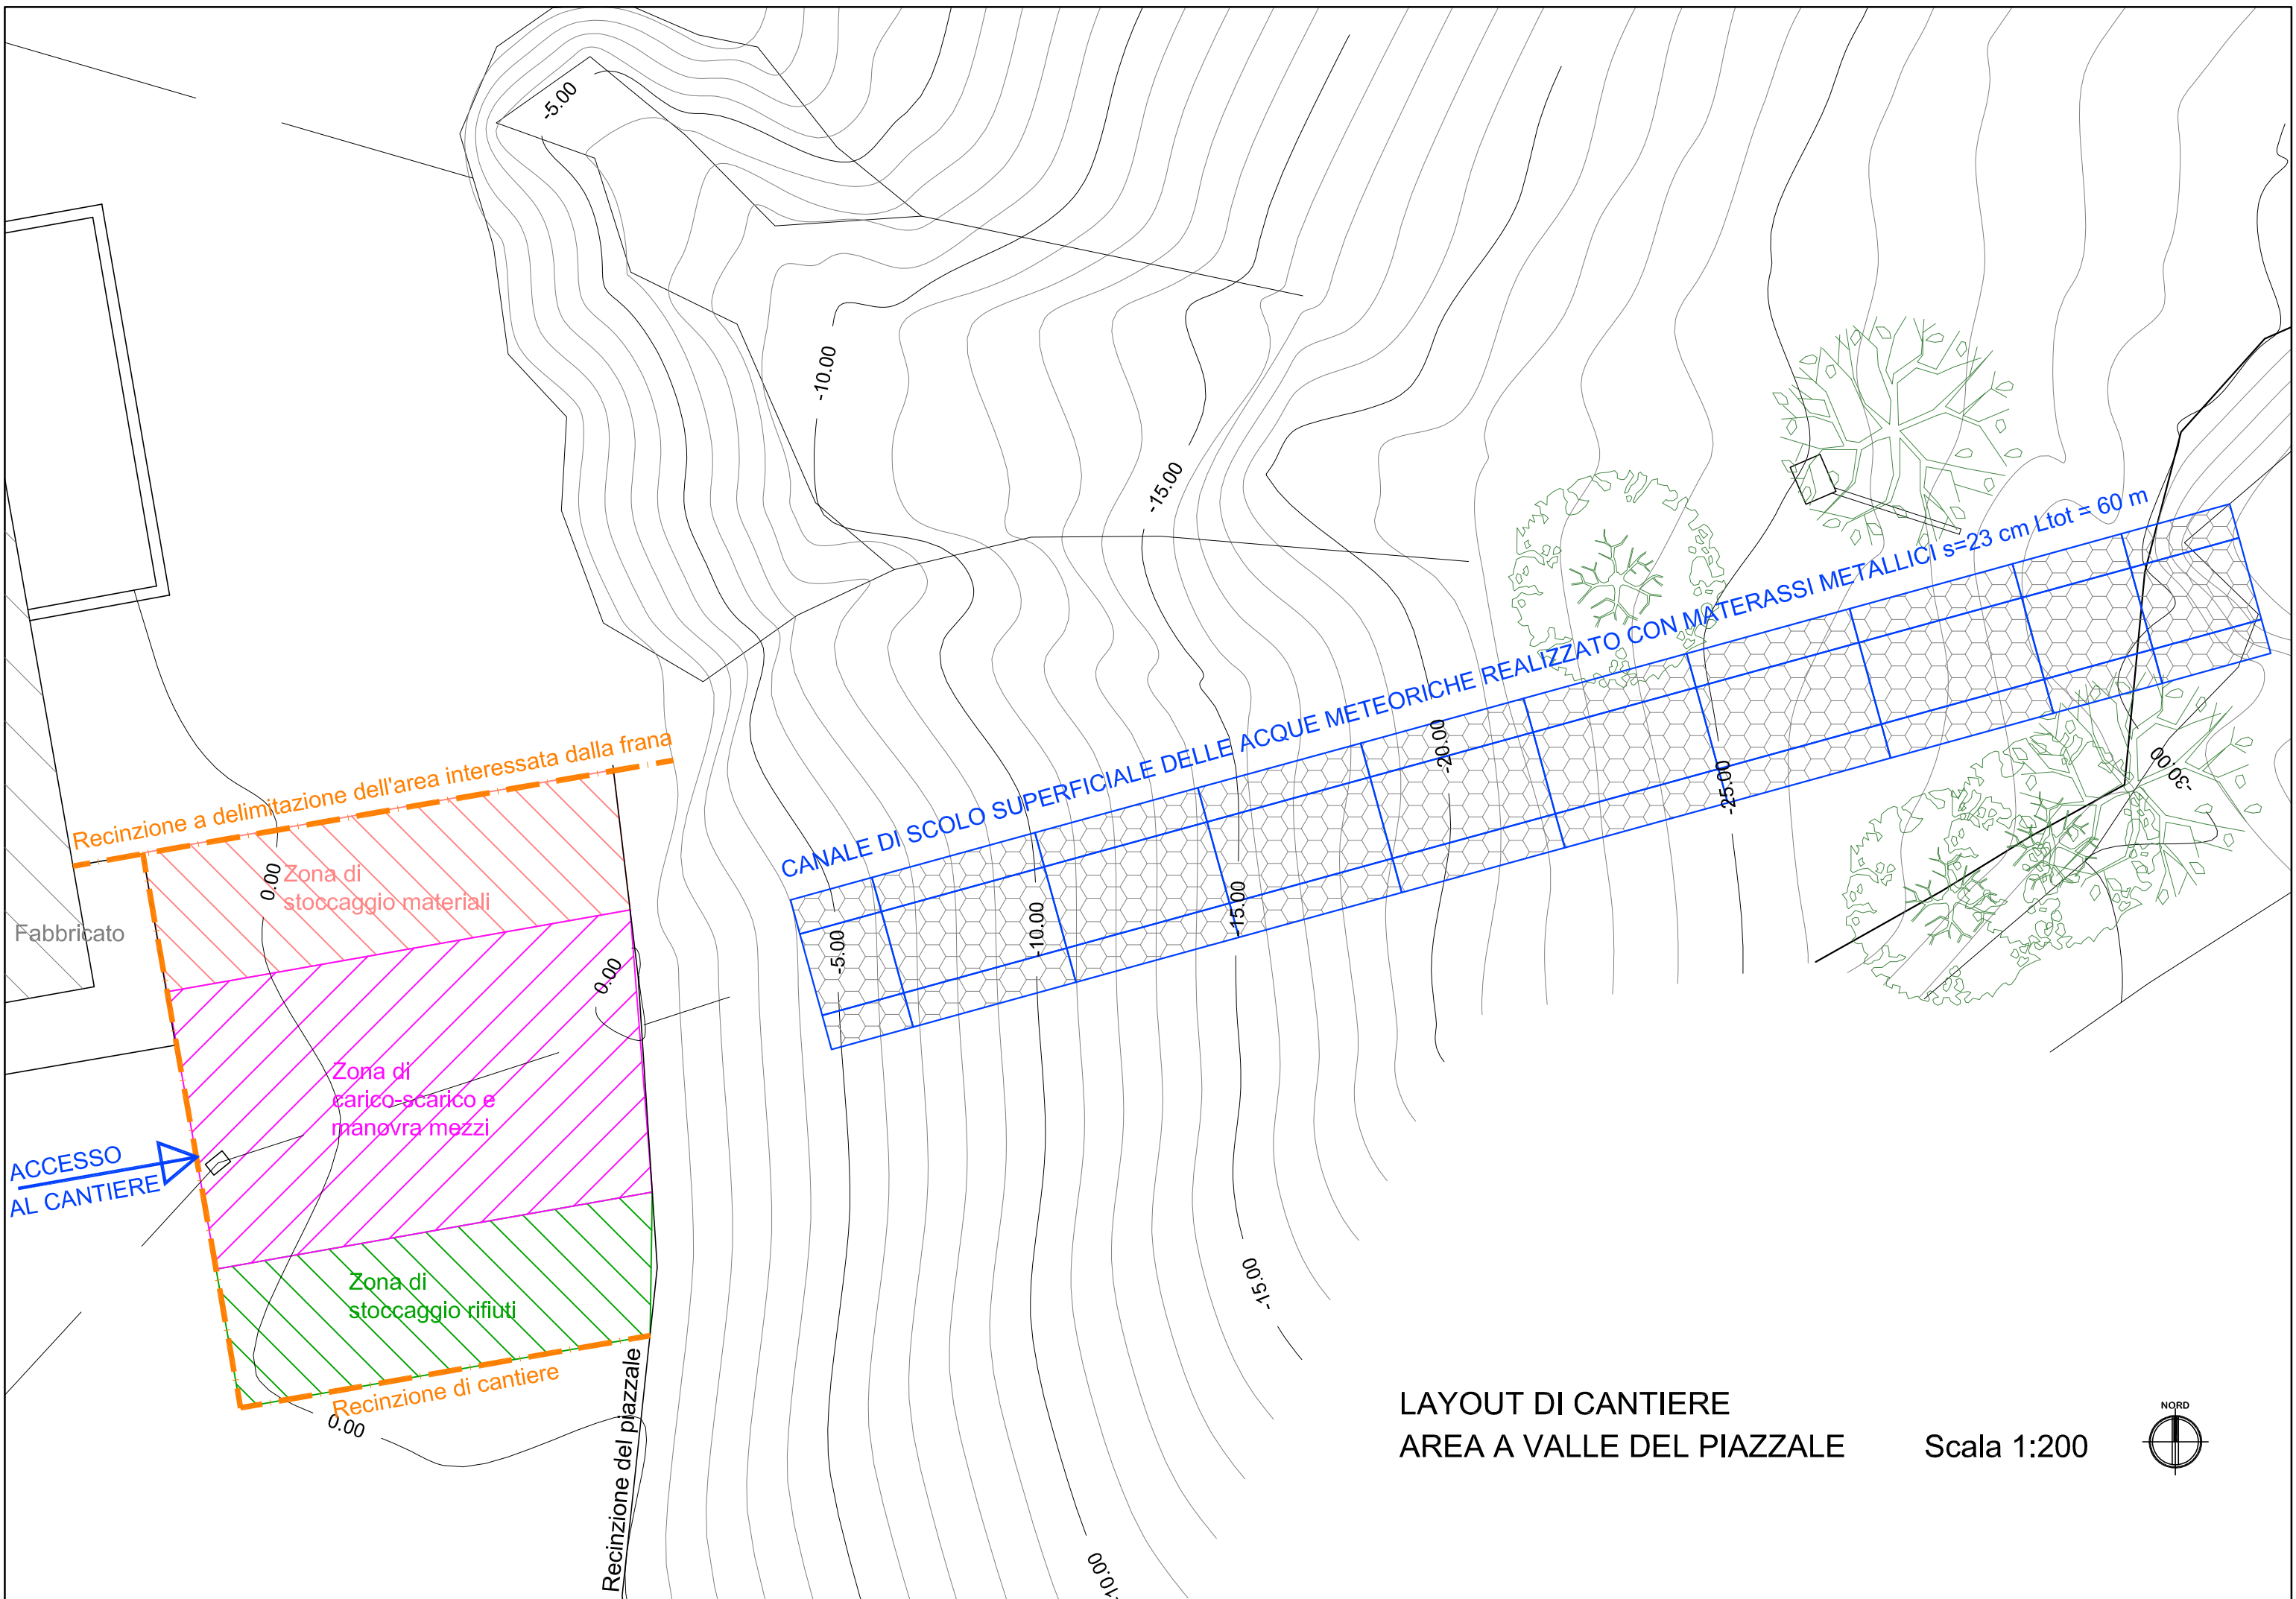 -5.00
-10.00
-15.00
CANALE DI SCOLO SUPERFICIALE DELLE ACQUE METEORICHE REALIZZATO CON MATERASSI METALLICI s=23 cm Ltot = 60 m
Recinzione a delimitazione dell'area interessata dalla frana
-20.00
-25.00
-30.00
0.00
Zona di
stoccaggio materiali
Fabbricato
-5.00
-10.00
-15.00
0.00
Zona di
carico-scarico e
manovra mezzi
ACCESSO
AL CANTIERE
Zona di
stoccaggio rifiuti
-15.00
Recinzione di cantiere
0.00
Recinzione del piazzale
-10.00
LAYOUT DI CANTIERE
AREA A VALLE DEL PIAZZALE
Scala 1:200
NORD